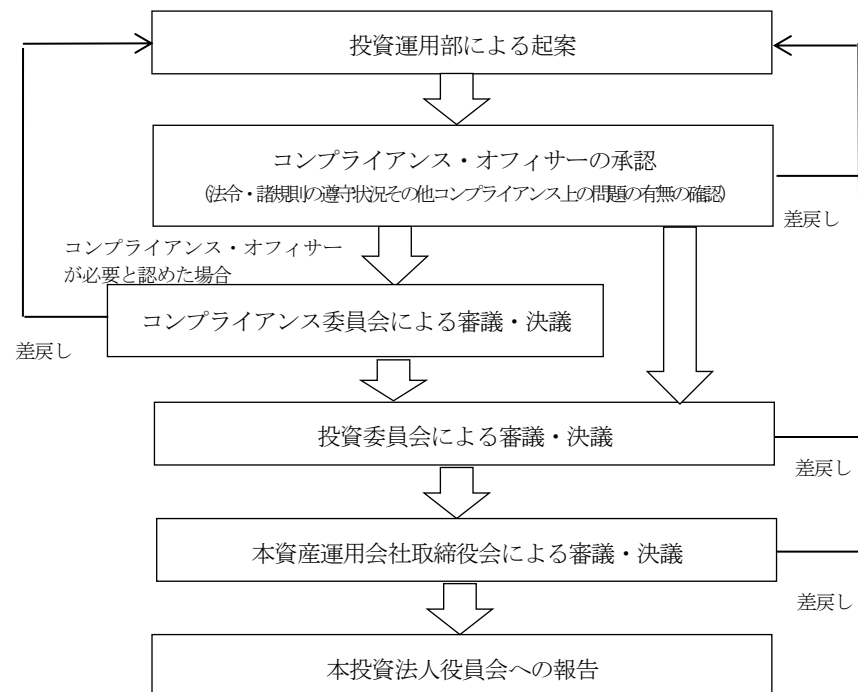 投資運用部による起案
コンプライアンス・オフィサーの承認
(法令・諸規則の遵守状況その他コンプライアンス上の問題の有無の確認)
差戻し
コンプライアンス・オフィサー
が必要と認めた場合
コンプライアンス委員会による審議・決議
差戻し
投資委員会による審議・決議
差戻し
本資産運用会社取締役会による審議・決議
差戻し
本投資法人役員会への報告